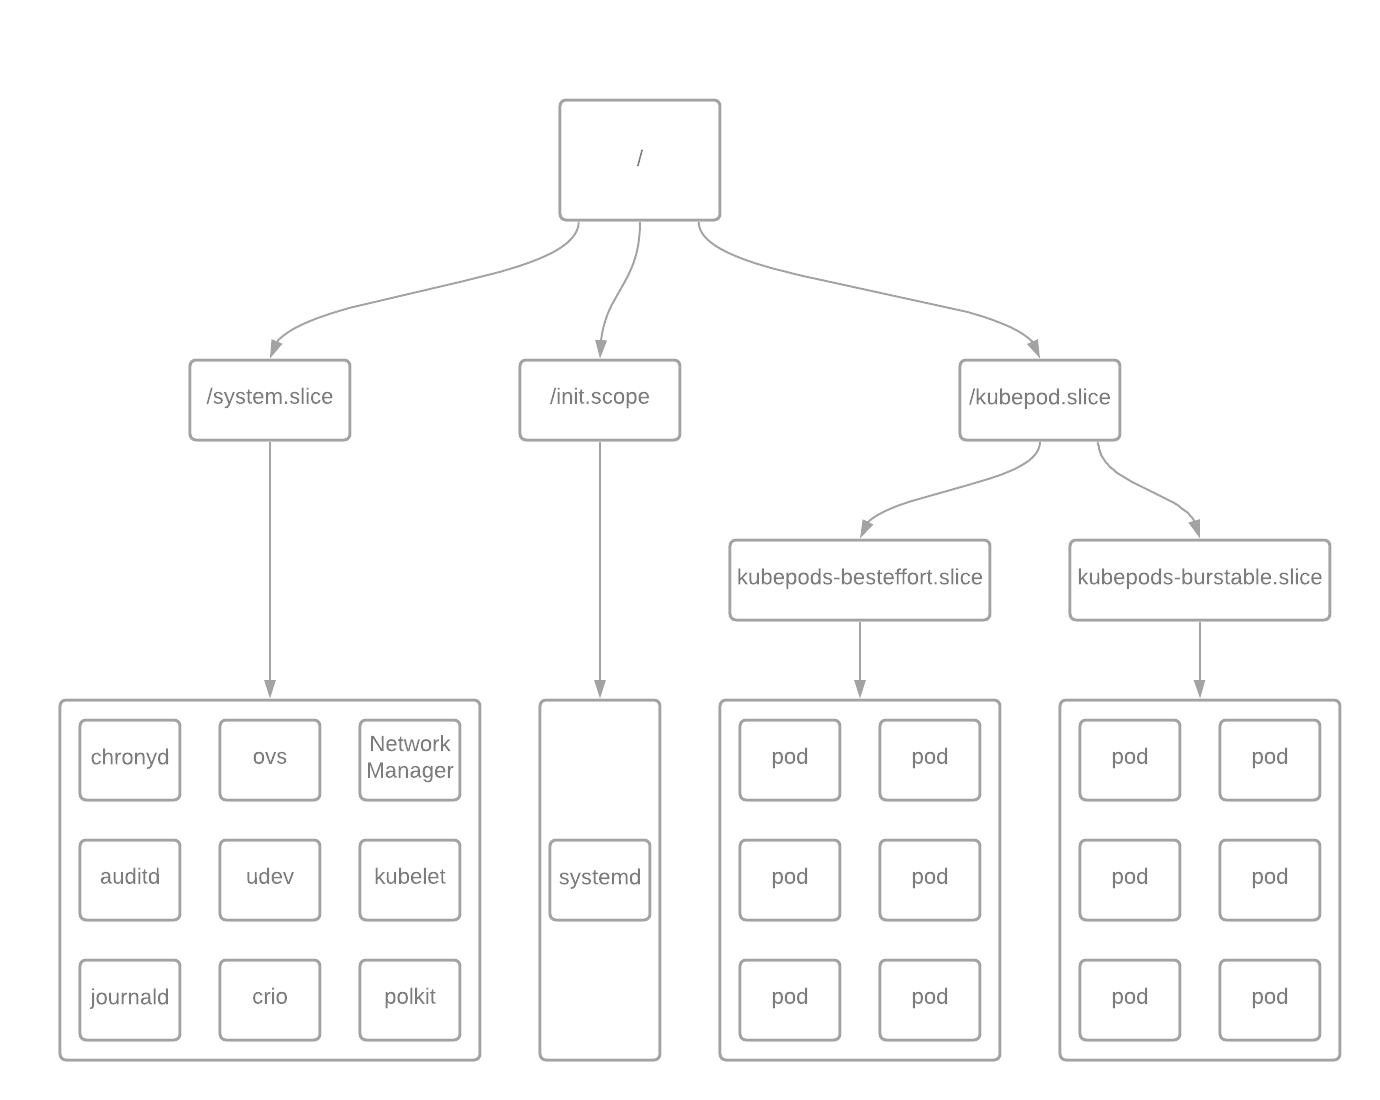 /
/system.slice
/init.scope
/kubepod.slice
kubepods-besteffort.slice
kubepods-burstable.slice
chronyd
ovs
Network
Manager
auditd
udev
kubelet
journald
crio
polkit
systemd
pod
pod
pod
pod
pod
pod
pod
pod
pod
pod
pod
pod